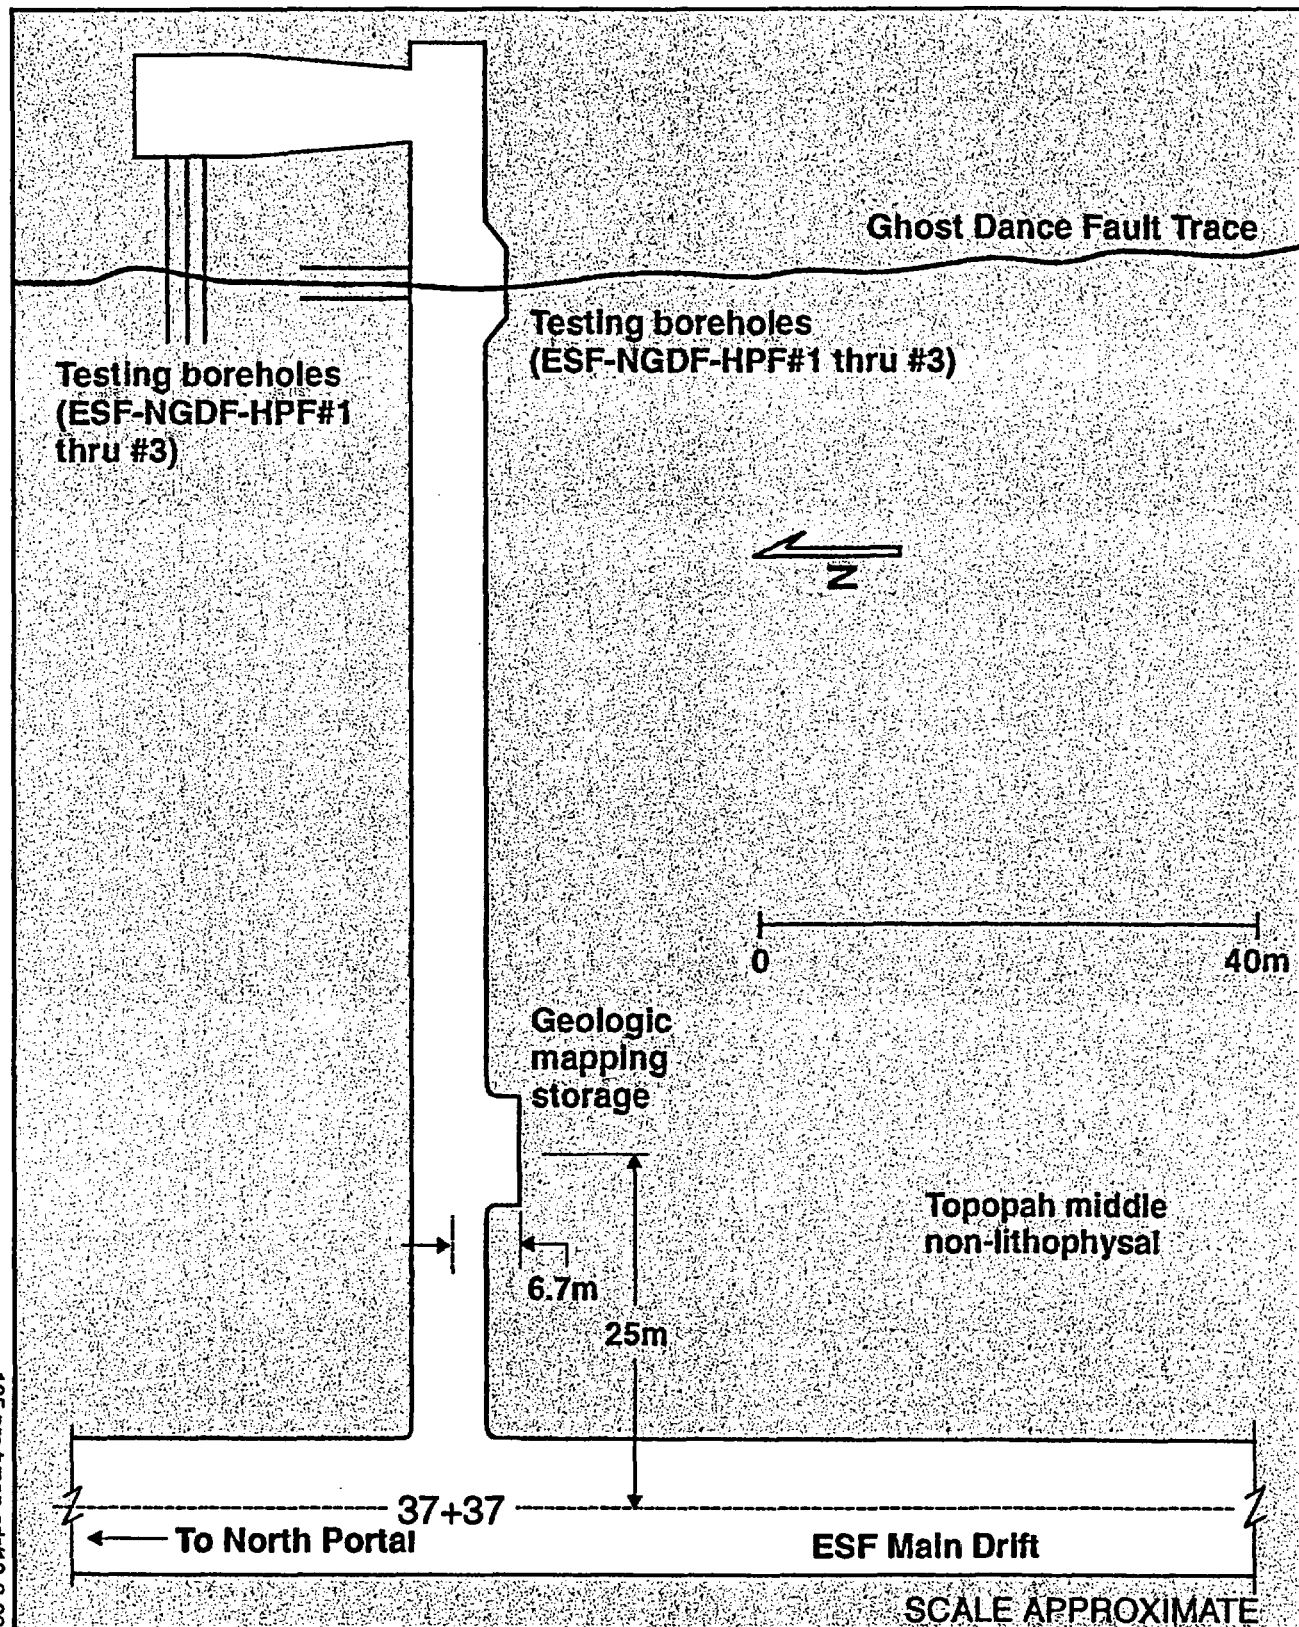 Ghost Dance Fault Trace
Testing boreholes
(ESF-NGDF-HPF#1 thru #3)
Testing boreholes
(ESF-NGDF-HPF#1
thru #3)
N
0
40m
Geologic
mapping
storage
Topopah middle
non-lithophysal
6.7m
25m
37+37
To North Portal
ESF Main Drift
SCALE APPROXIMATE